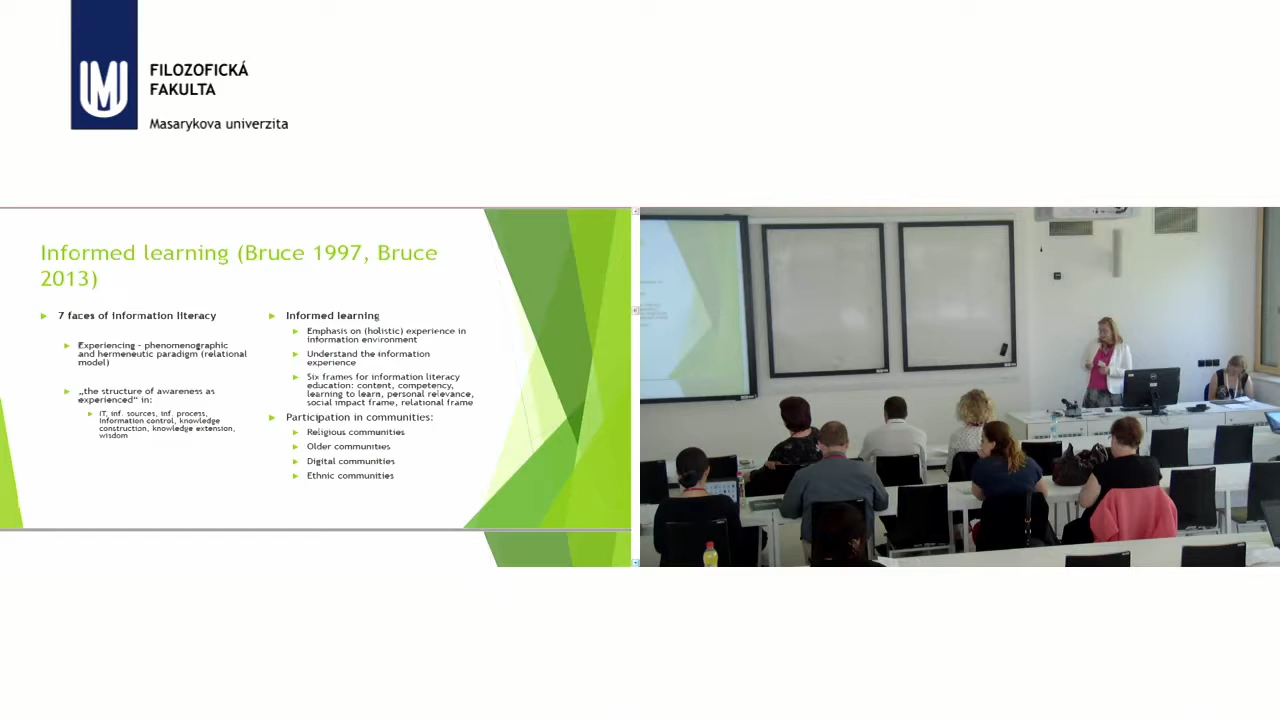 FILOZOFICKÁ
FAKULTA
Masarykova univerzita
Informed learning (Bruce 1997, Bruce
2013)
7 faces of information literacy
Experiencing – phenomenographic
and hermeneutic paradigm (relational
model)
„the structure of awareness as
experienced“ in:
IT, inf. sources, inf. process,
information control, knowledge
construction, knowledge extension,
wisdom
Informed learning
Emphasis on (holistic) experience in
information environment
Understand the information
experience
Six frames for information literacy
education: content, competency,
learning to learn, personal relevance,
social impact frame, relational frame
Participation in communities:
Religious communities
Older communities
Digital communities
Ethnic communities